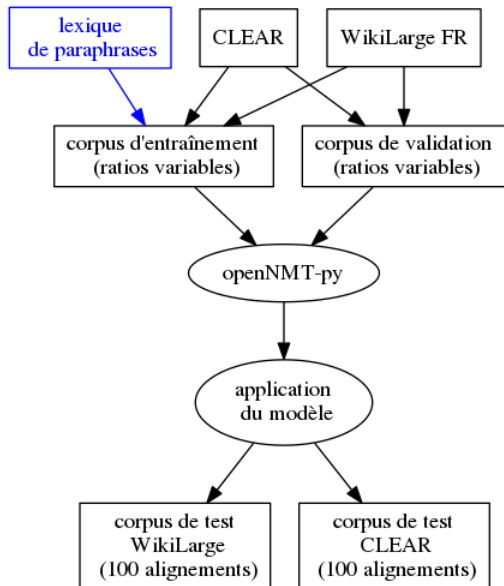 lexique
de paraphrases
CLEAR
WikiLarge FR
corpus d'entraînement
(ratios variables)
corpus de validation
(ratios variables)
openNMT-py
application
du modèle
corpus de test
WikiLarge
(100 alignements)
corpus de test
CLEAR
(100 alignements)